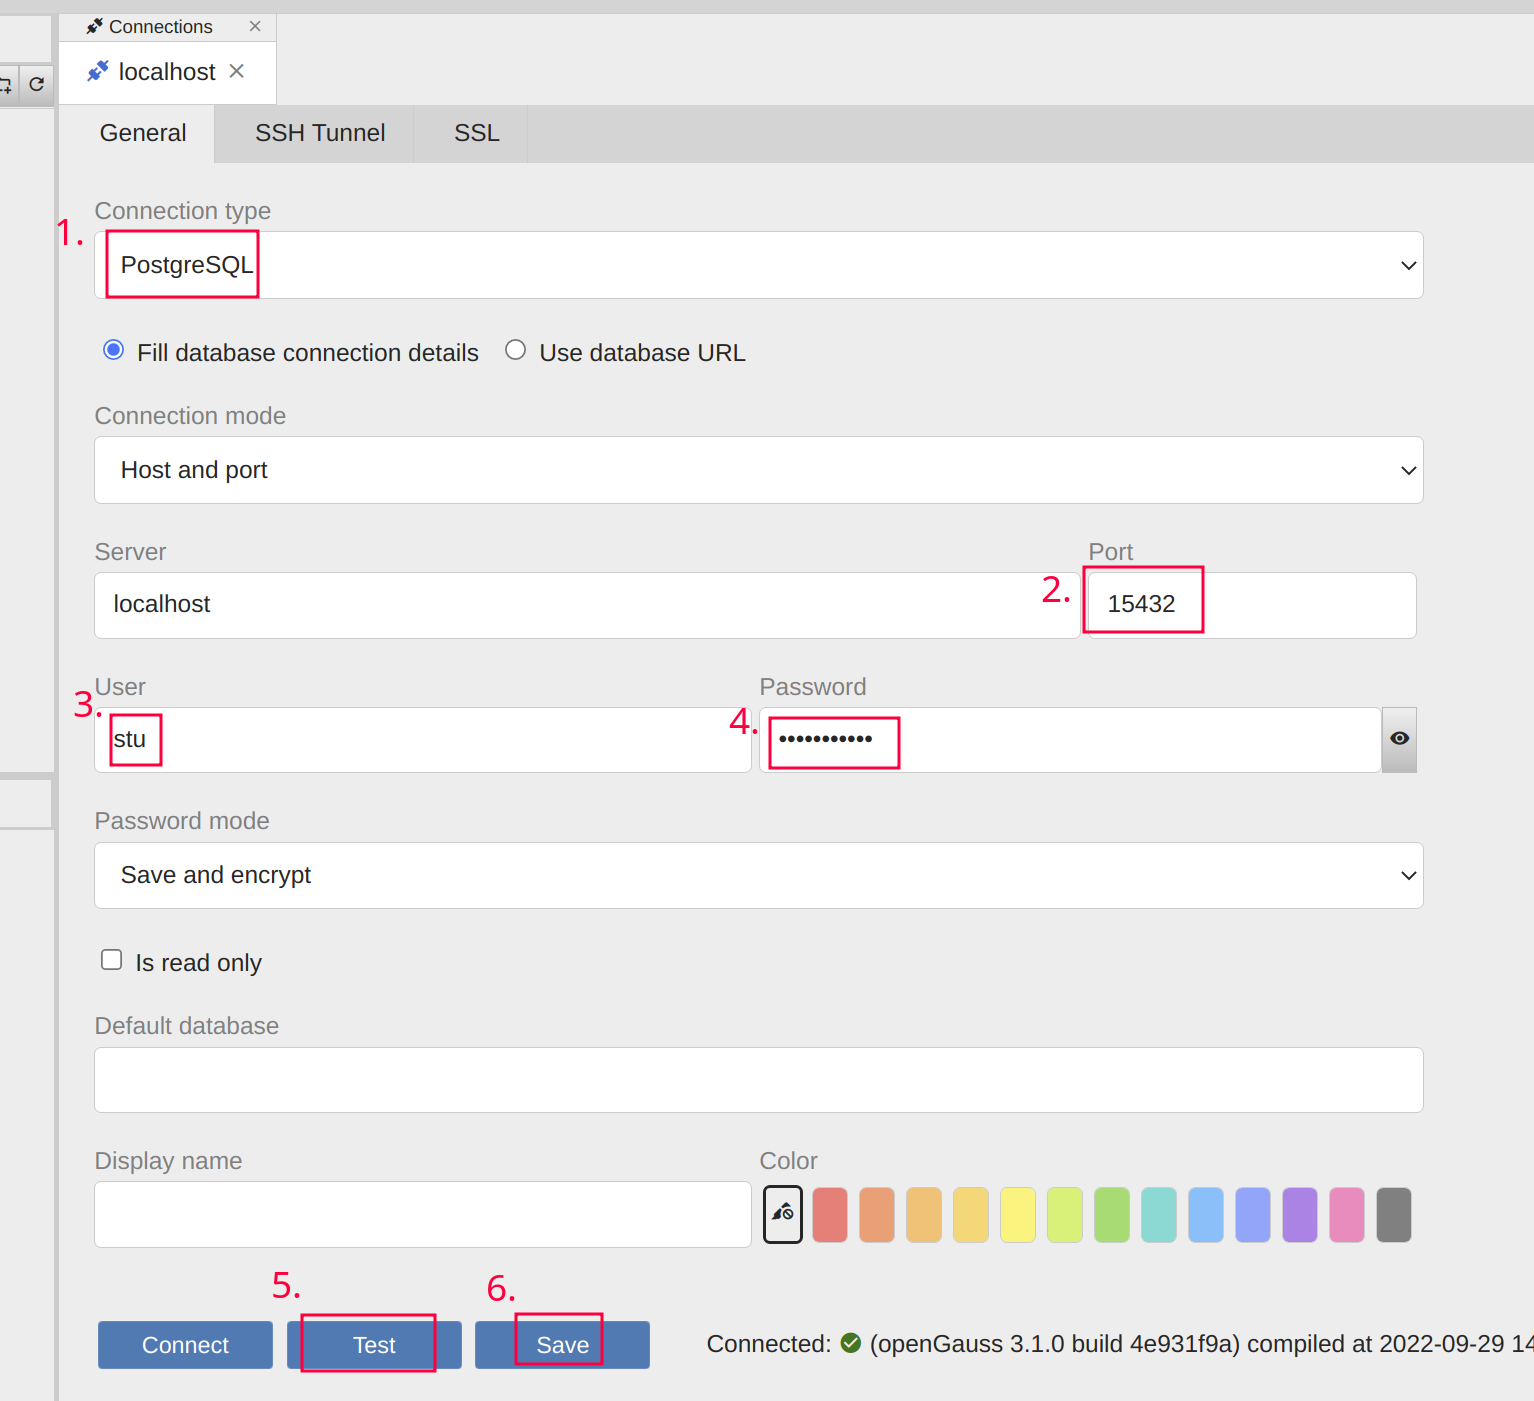 Connections
localhost
General SSH Tunnel SSL
Connection type
1.
PostgreSQL
Fill database connection details Use database URL
Connection mode
Host and port
Server Port
localhost 2. 15432
User Password
3. stu 4. •••••••••••
Password mode
Save and encrypt
Is read only
Default database
Display name Color
5. 6.
Connect Test Save Connected: (openGauss 3.1.0 build 4e931f9a) compiled at 2022-09-29 14